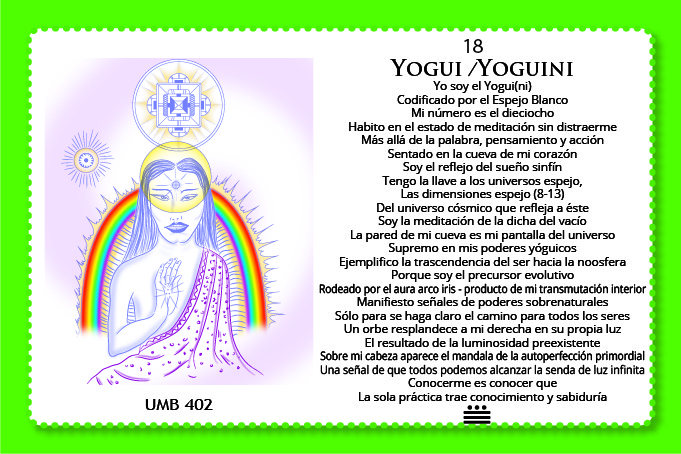 18
YOGUI /YOGUINI
Yo soy el Yogui(ni)
Codificado por el Espejo Blanco
Mi número es el dieciocho
Habito en el estado de meditación sin distraerme
Más allá de la palabra, pensamiento y acción
Sentado en la cueva de mi corazón
Soy el reflejo del sueño sinfín
Tengo la llave a los universos espejo,
Las dimensiones espejo (8-13)
Del universo cósmico que refleja a éste
Soy la meditación de la dicha del vacío
La pared de mi cueva es mi pantalla del universo
Supremo en mis poderes yóguicos
Ejemplifico la trascendencia del ser hacia la noosfera
Porque soy el precursor evolutivo
Rodeado por el aura arco iris - producto de mi transmutación interior
Manifiesto señales de poderes sobrenaturales
Sólo para se haga claro el camino para todos los seres
Un orbe resplandece a mi derecha en su propia luz
El resultado de la luminosidad preexistente
Sobre mi cabeza aparece el mandala de la autoperfección primordial
Una señal de que todos podemos alcanzar la senda de luz infinita
Conocerme es conocer que
La sola práctica trae conocimiento y sabiduría
UMB 402